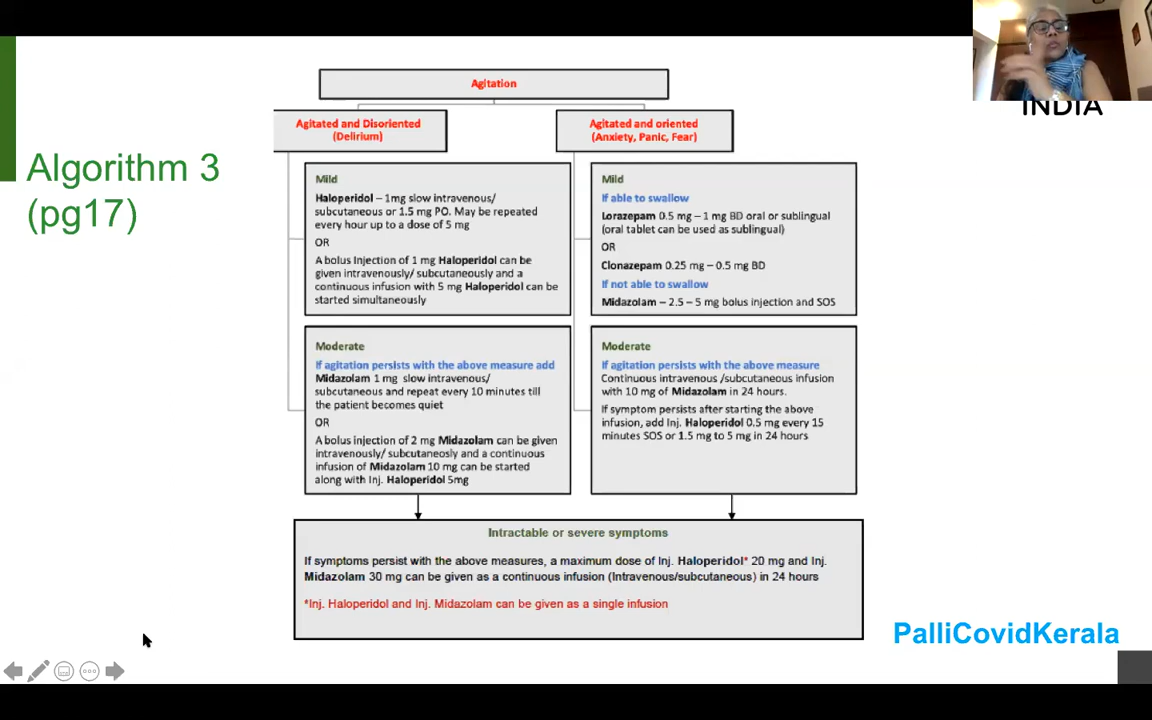 INDIA
Algorithm 3
(pg17)
Agitation
Agitated and Disoriented
(Delirium)
Mild
Haloperidol – 1mg slow intravenous/
subcutaneous or 1.5 mg PO. May be repeated
every hour up to a dose of 5 mg
OR
A bolus Injection of 1 mg Haloperidol can be
given intravenously/ subcutaneously and a
continuous infusion with 5 mg Haloperidol can be
started simultaneously
Moderate
If agitation persists with the above measure add
Midazolam 1 mg slow intravenous/
subcutaneous and repeat every 10 minutes till
the patient becomes quiet
OR
A bolus injection of 2 mg Midazolam can be given
intravenously/ subcutaneosly and a continuous
infusion of Midazolam 10 mg can be started
along with Inj. Haloperidol 5mg
Agitated and oriented
(Anxiety, Panic, Fear)
Mild
If able to swallow
Lorazepam 0.5 mg – 1 mg BD oral or sublingual
(oral tablet can be used as sublingual)
OR
Clonazepam 0.25 mg – 0.5 mg BD
If not able to swallow
Midazolam – 2.5 – 5 mg bolus injection and SOS
Moderate
If agitation persists with the above measure
Continuous intravenous /subcutaneous infusion
with 10 mg of Midazolam in 24 hours.
If symptom persists after starting the above
infusion, add Inj. Haloperidol 0.5 mg every 15
minutes SOS or 1.5 mg to 5 mg in 24 hours
Intractable or severe symptoms
If symptoms persist with the above measures, a maximum dose of Inj. Haloperidol* 20 mg and Inj.
Midazolam 30 mg can be given as a continuous infusion (Intravenous/subcutaneous) in 24 hours
*Inj. Haloperidol and Inj. Midazolam can be given as a single infusion
PalliCovidKerala